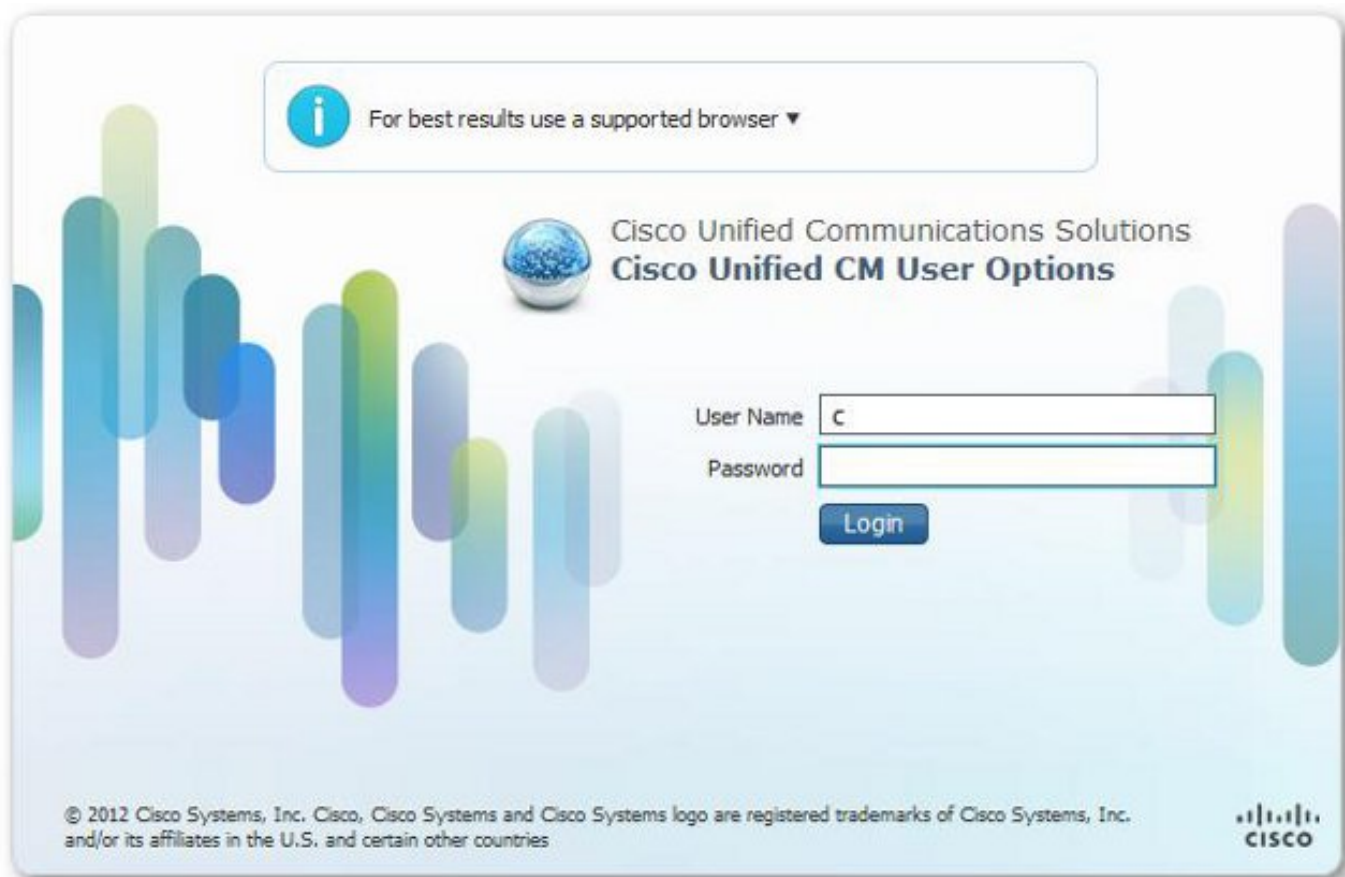 For best results use a supported browser ▼
Cisco Unified Communications Solutions
Cisco Unified CM User Options
User Name
c
Password
Login
© 2012 Cisco Systems, Inc. Cisco, Cisco Systems and Cisco Systems logo are registered trademarks of Cisco Systems, Inc.
and/or its affiliates in the U.S. and certain other countries
CISCO